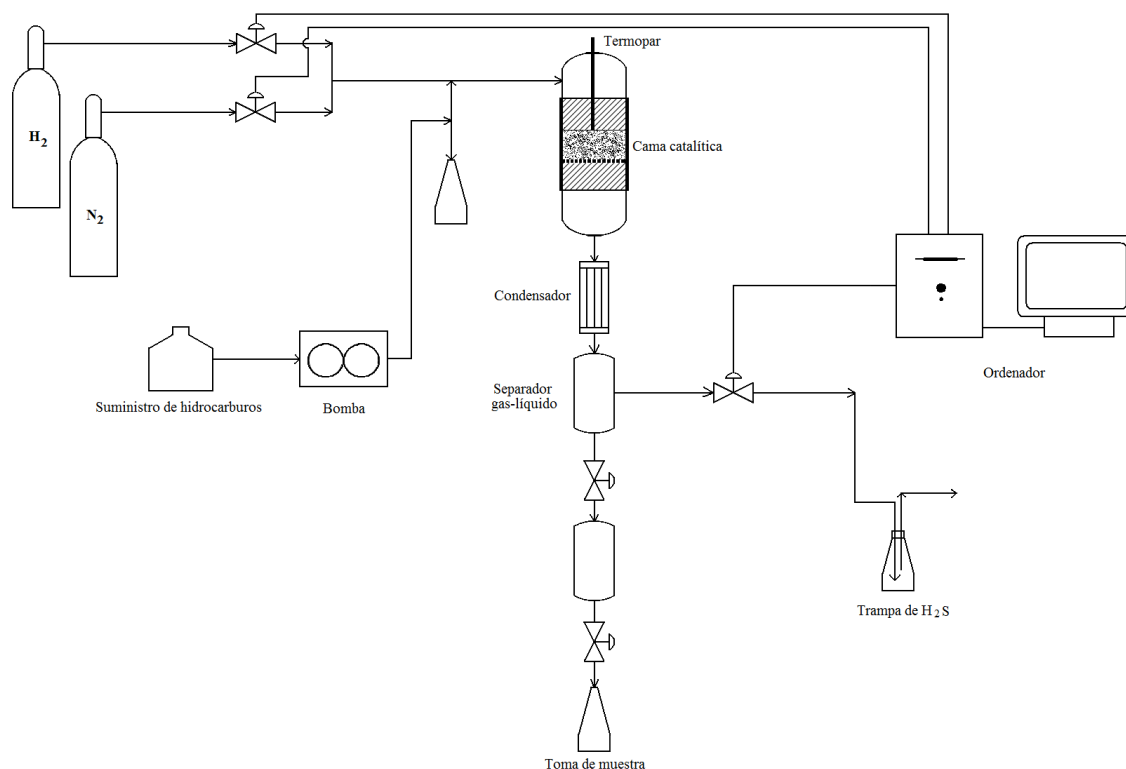 Termopar
H2
Cama catalítica
N2
Condensador
Separador
gas-líquido
Ordenador
Suministro de hidrocarburos
Bomba
Trampa de H2S
Toma de muestra